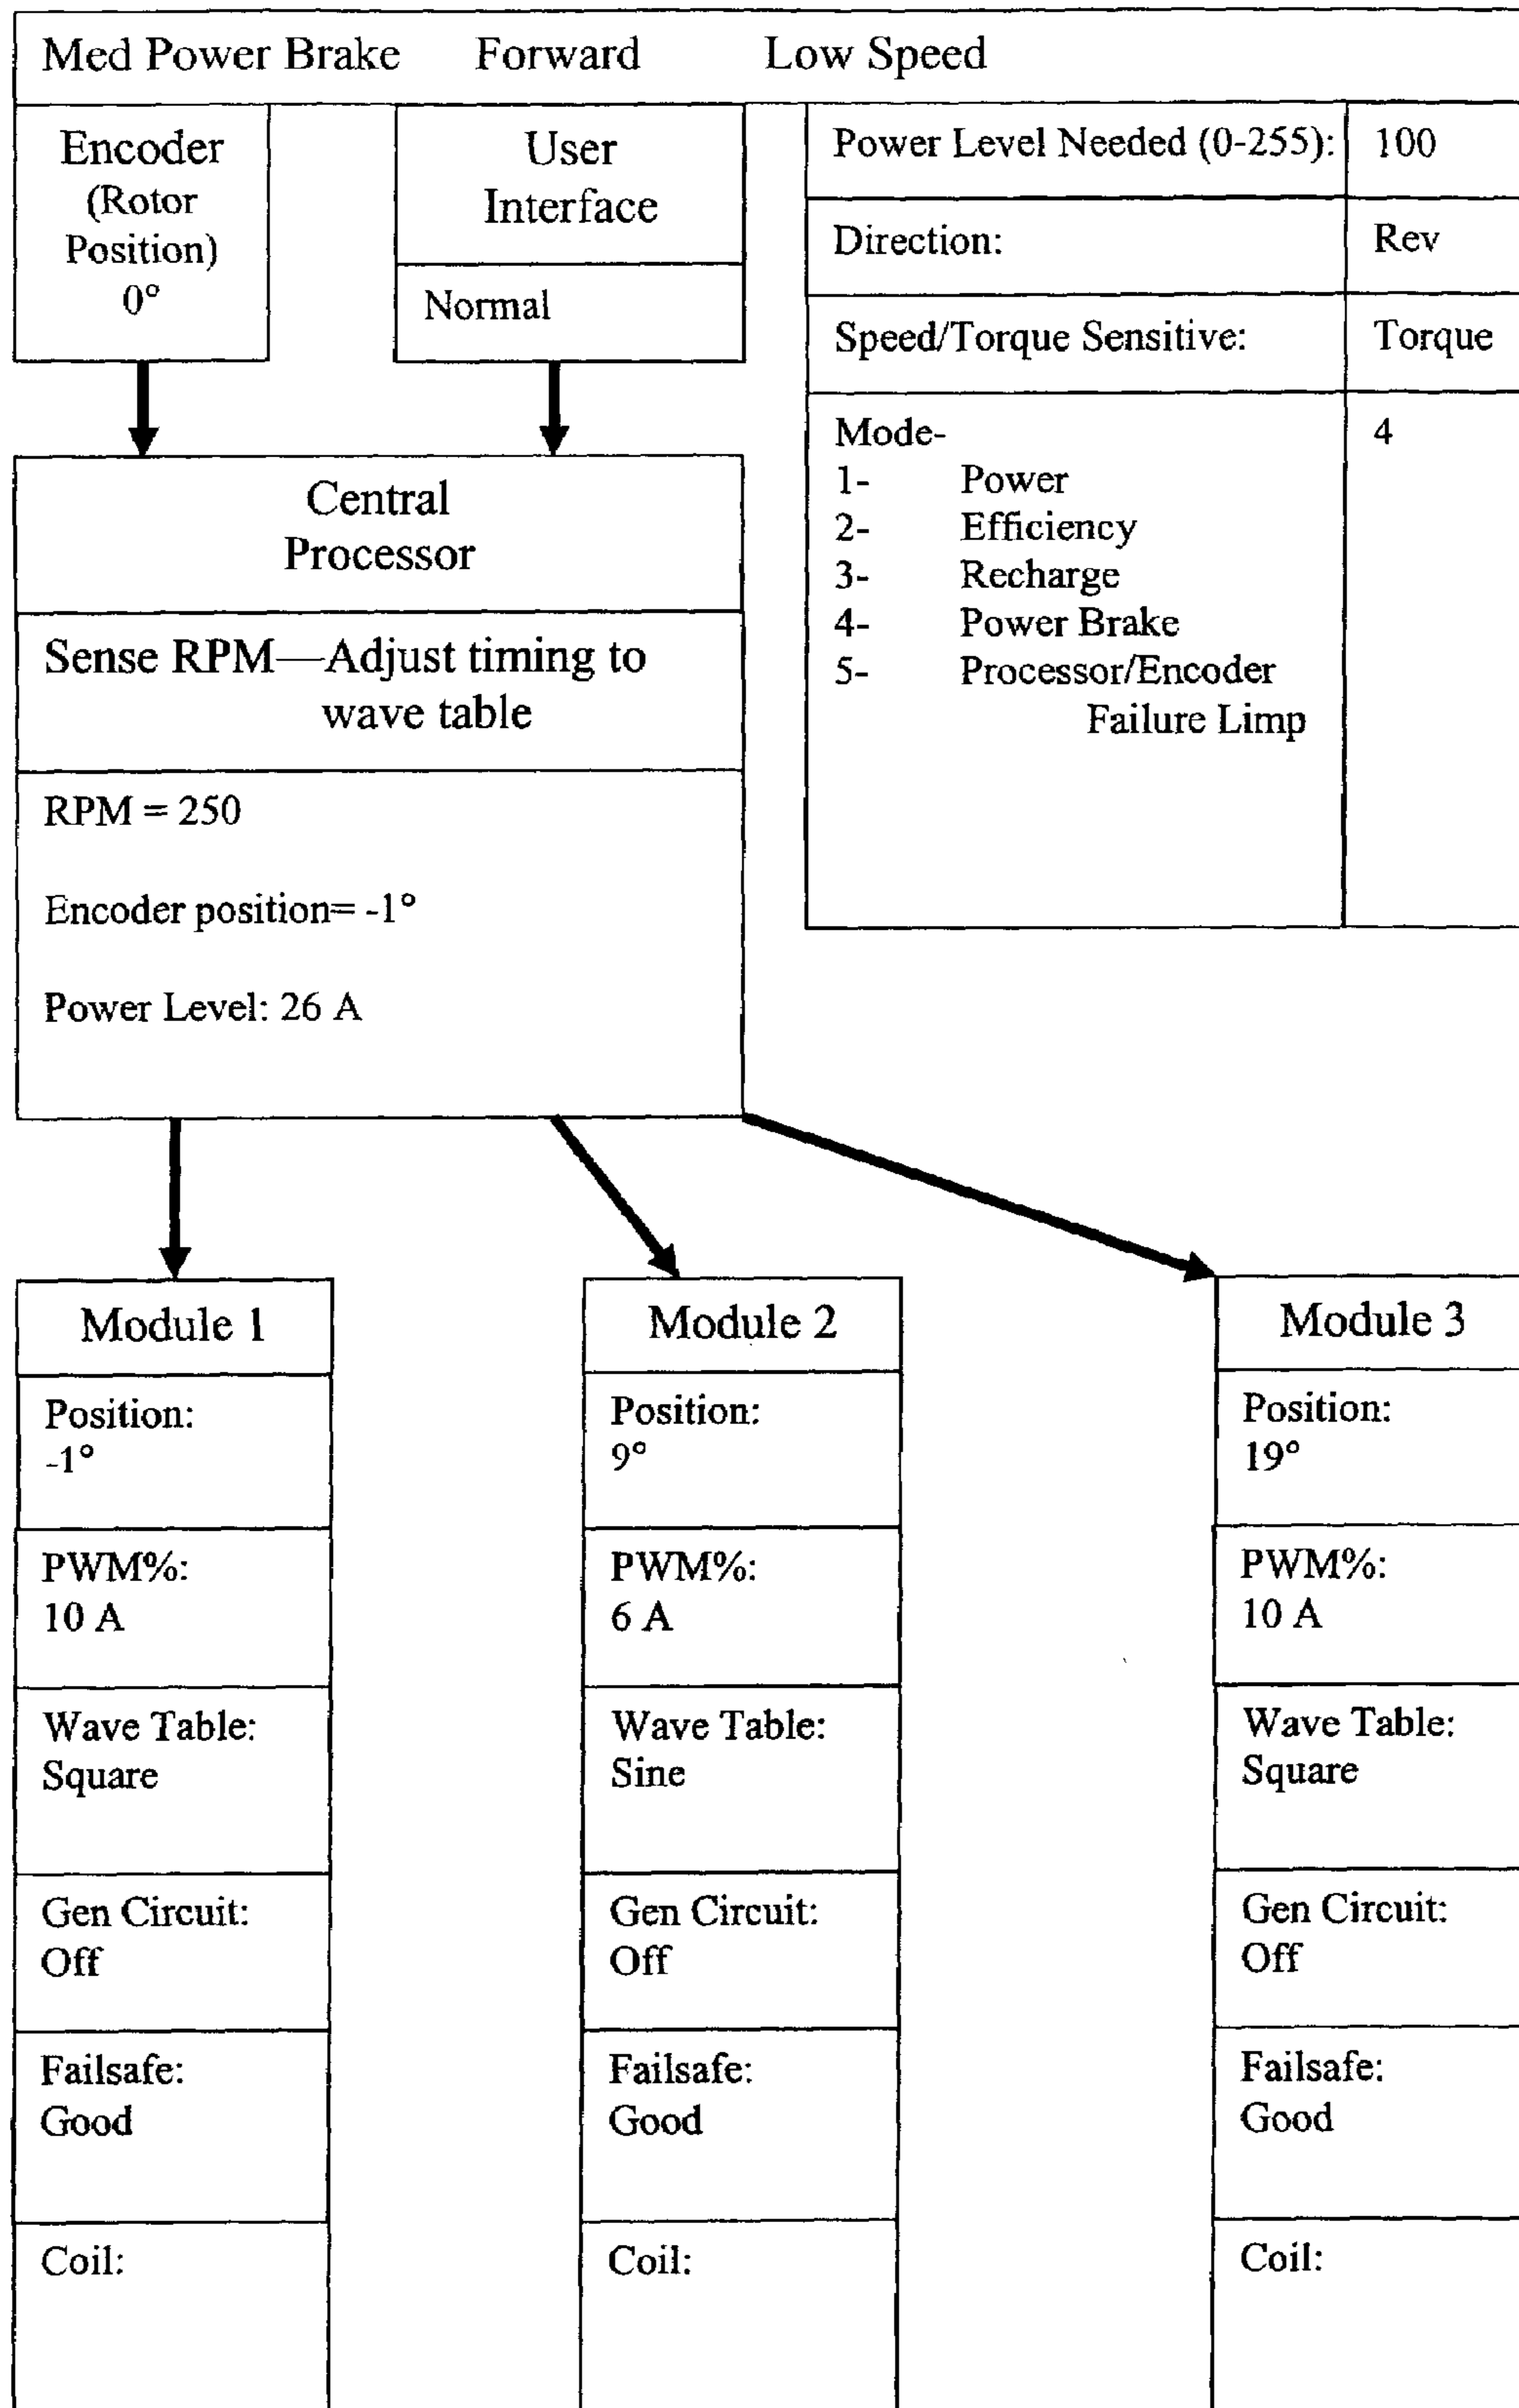 Med Power Brake Forward Low Speed
Encoder
(Rotor
Position)
0°
User
Interface
Normal
Power Level Needed (0-255): 100
Direction: Rev
Speed/Torque Sensitive: Torque
Mode- 4
1- Power
2- Efficiency
3- Recharge
4- Power Brake
5- Processor/Encoder
Failure Limp
Central
Processor
Sense RPM—Adjust timing to
wave table
RPM = 250
Encoder position= -1°
Power Level: 26 A
Module 1
Position:
-1°
PWM%:
10 A
Wave Table:
Square
Gen Circuit:
Off
Failsafe:
Good
Coil:
Module 2
Position:
9°
PWM%:
6 A
Wave Table:
Sine
Gen Circuit:
Off
Failsafe:
Good
Coil:
Module 3
Position:
19°
PWM%:
10 A
Wave Table:
Square
Gen Circuit:
Off
Failsafe:
Good
Coil: